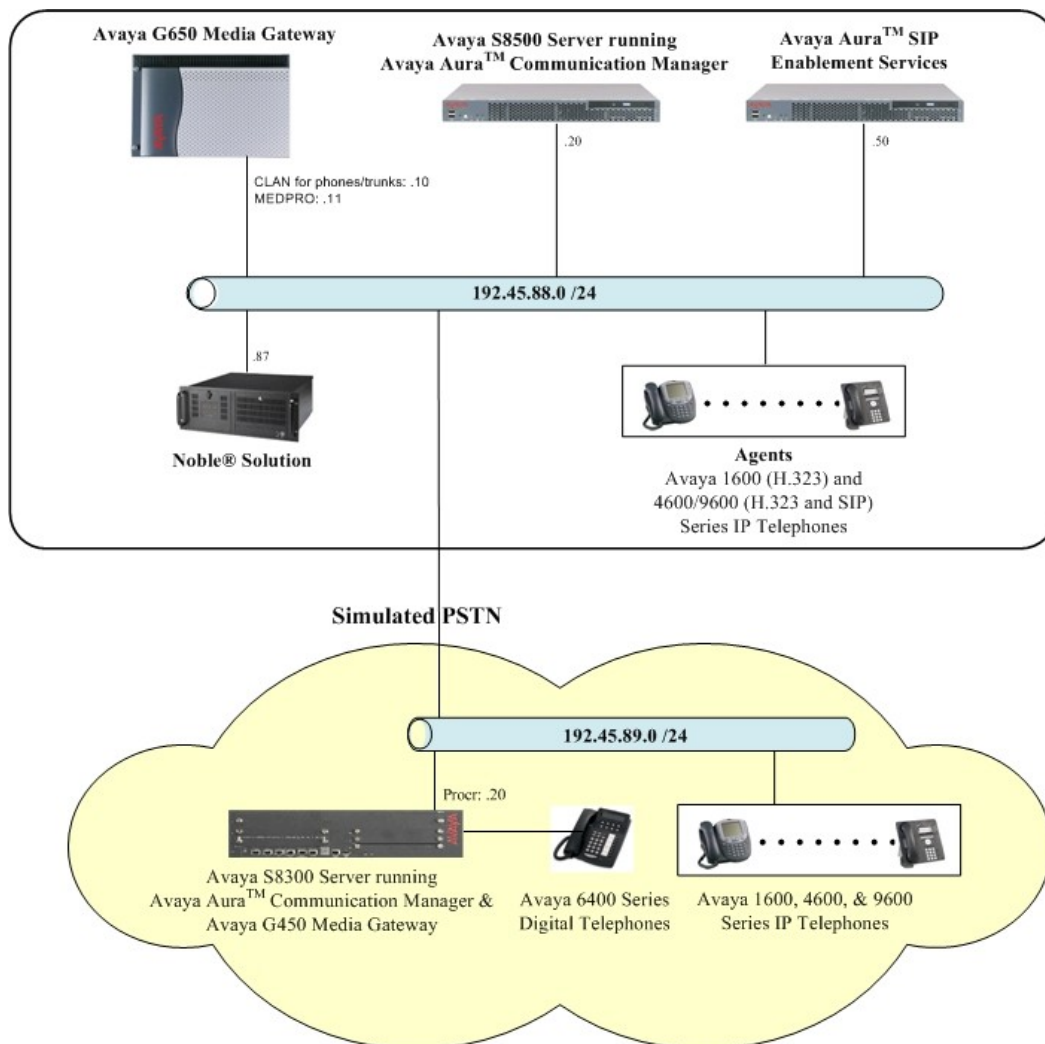 Avaya G650 Media Gateway
Avaya S8500 Server running
Avaya Aura™ Communication Manager
Avaya Aura™ SIP
Enablement Services
AVAYA
AVAYA
AVAYA
.20
.50
CLAN for phones/trunks: .10
MEDPRO: .11
192.45.88.0 /24
.87
Noble® Solution
Agents
Avaya 1600 (H.323) and
4600/9600 (H.323 and SIP)
Series IP Telephones
Simulated PSTN
192.45.89.0 /24
Procr: .20
AVAYA
Avaya S8300 Server running
Avaya Aura™ Communication Manager &
Avaya G450 Media Gateway
Avaya 6400 Series
Digital Telephones
Avaya 1600, 4600, & 9600
Series IP Telephones